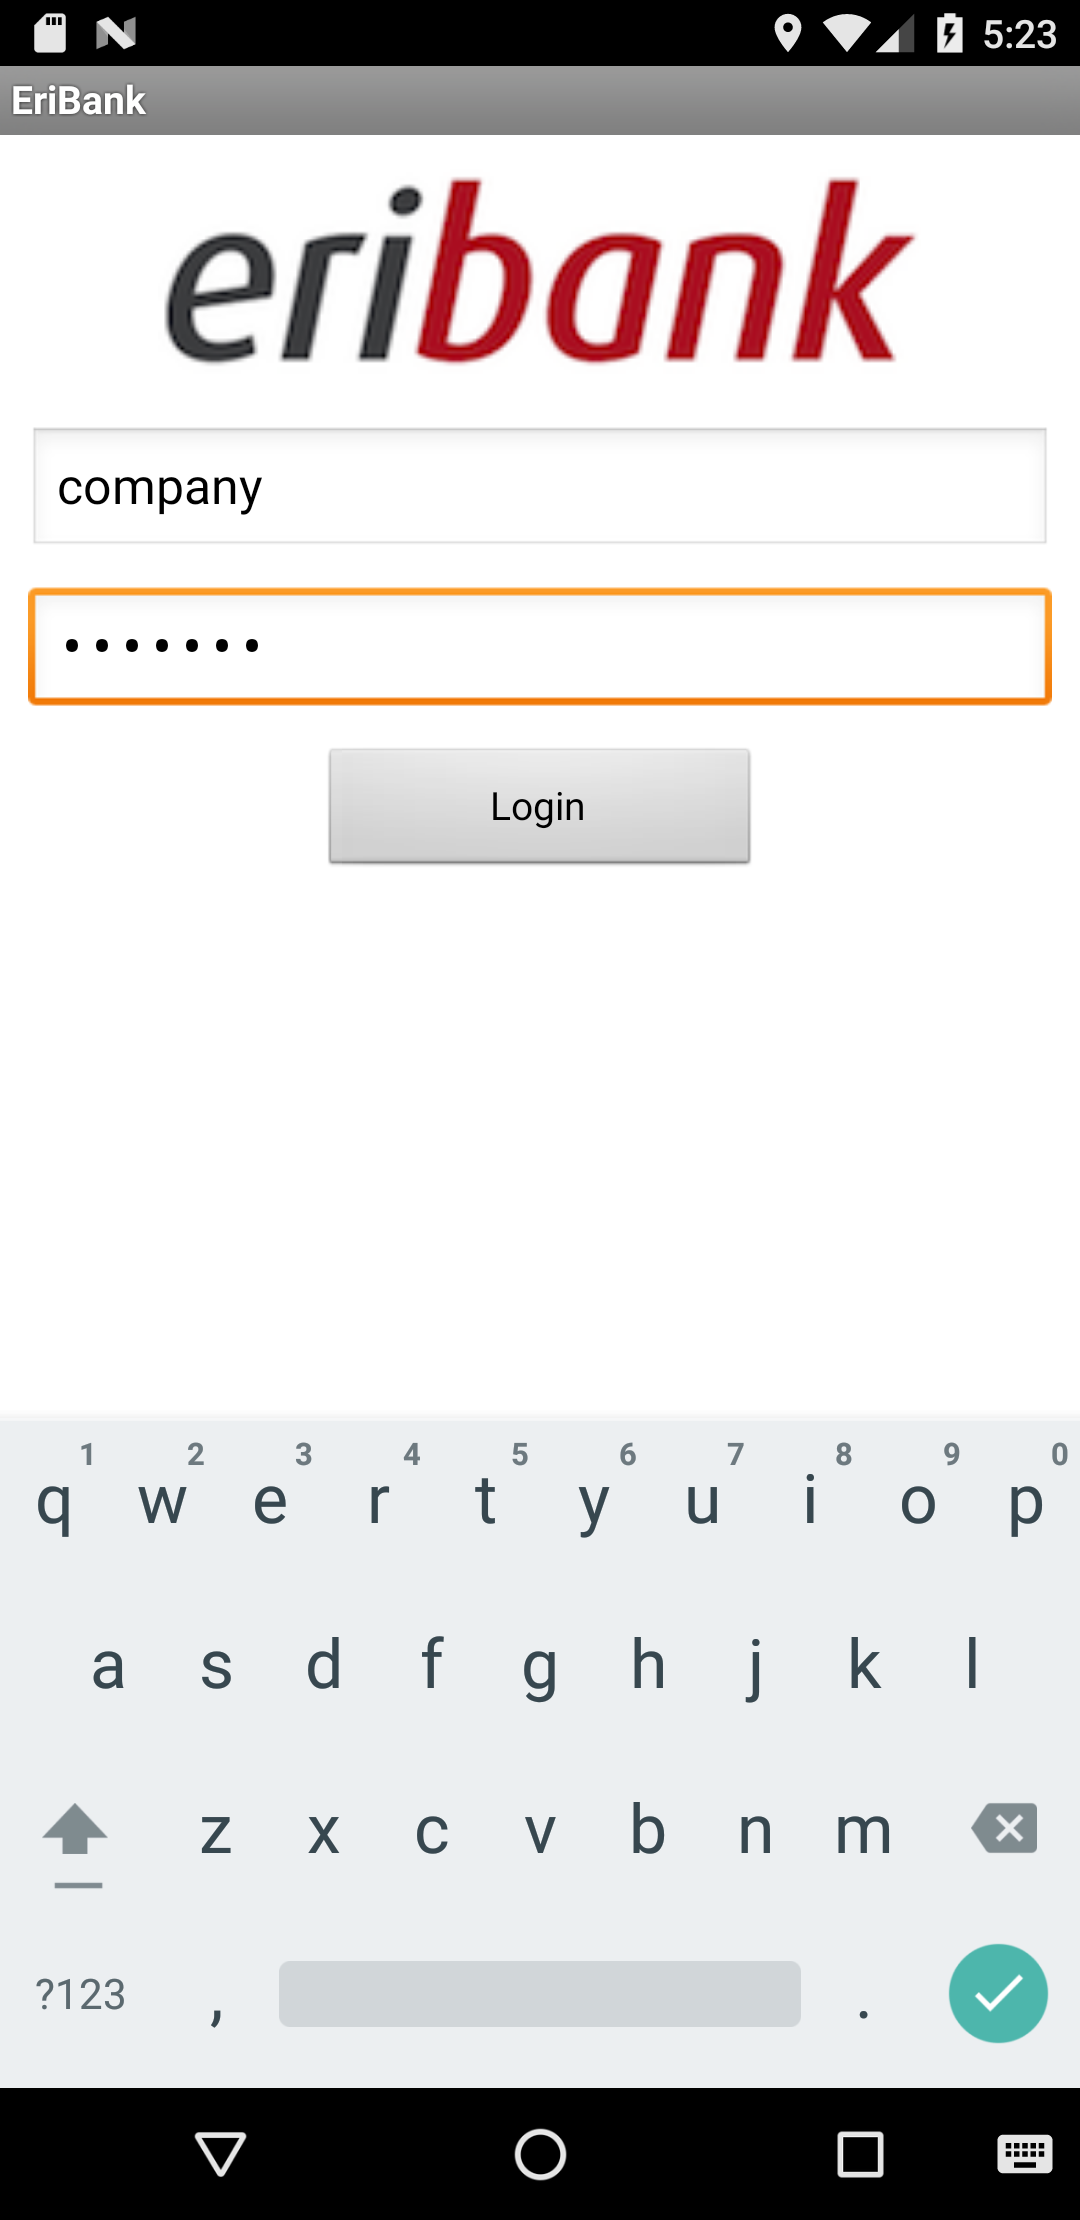 5:23
EriBank
eribank
company
•••••••
Login
1 2 3 4 5 6 7 8 9 0
q w e r t y u i o p
a s d f g h j k l
z x c v b n m
?123 , .